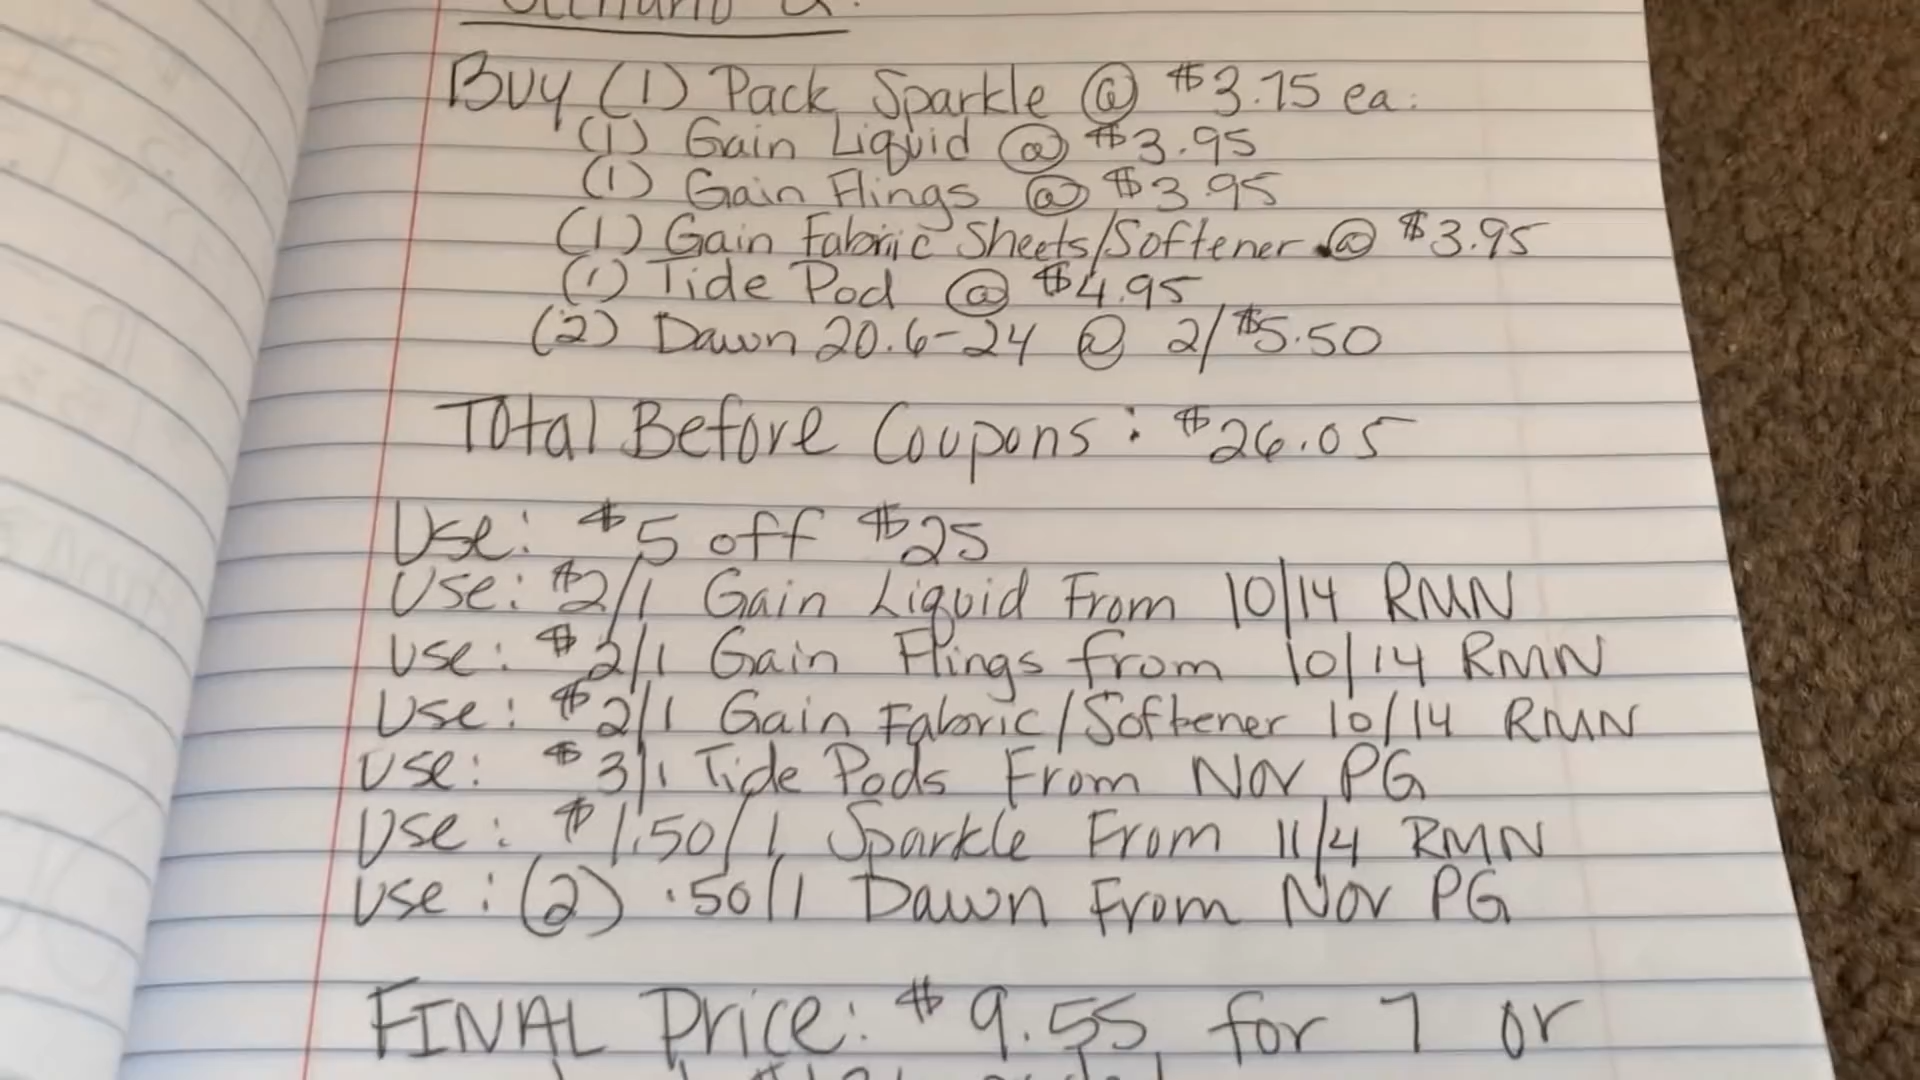 Scenario 2:
Buy (1) Pack Sparkle @ $3.75 ea.
(1) Gain Liquid @ $3.95
(1) Gain Flings @ $3.95
(1) Gain Fabric Sheets/Softener @ $3.95
(1) Tide Pod @ $4.95
(2) Dawn 20.6-24 @ 2/$5.50
Total Before Coupons: $26.05
Use: $5 off $25
Use: $2/1 Gain Liquid From 10/14 RMN
Use: $2/1 Gain Flings from 10/14 RMN
Use: $2/1 Gain Fabric/Softener 10/14 RMN
Use: $3/1 Tide Pods From Nov PG
Use: $1.50/1 Sparkle From 11/4 RMN
Use: (2) .50/1 Dawn From Nov PG
FINAL Price: $9.55 for 7 or